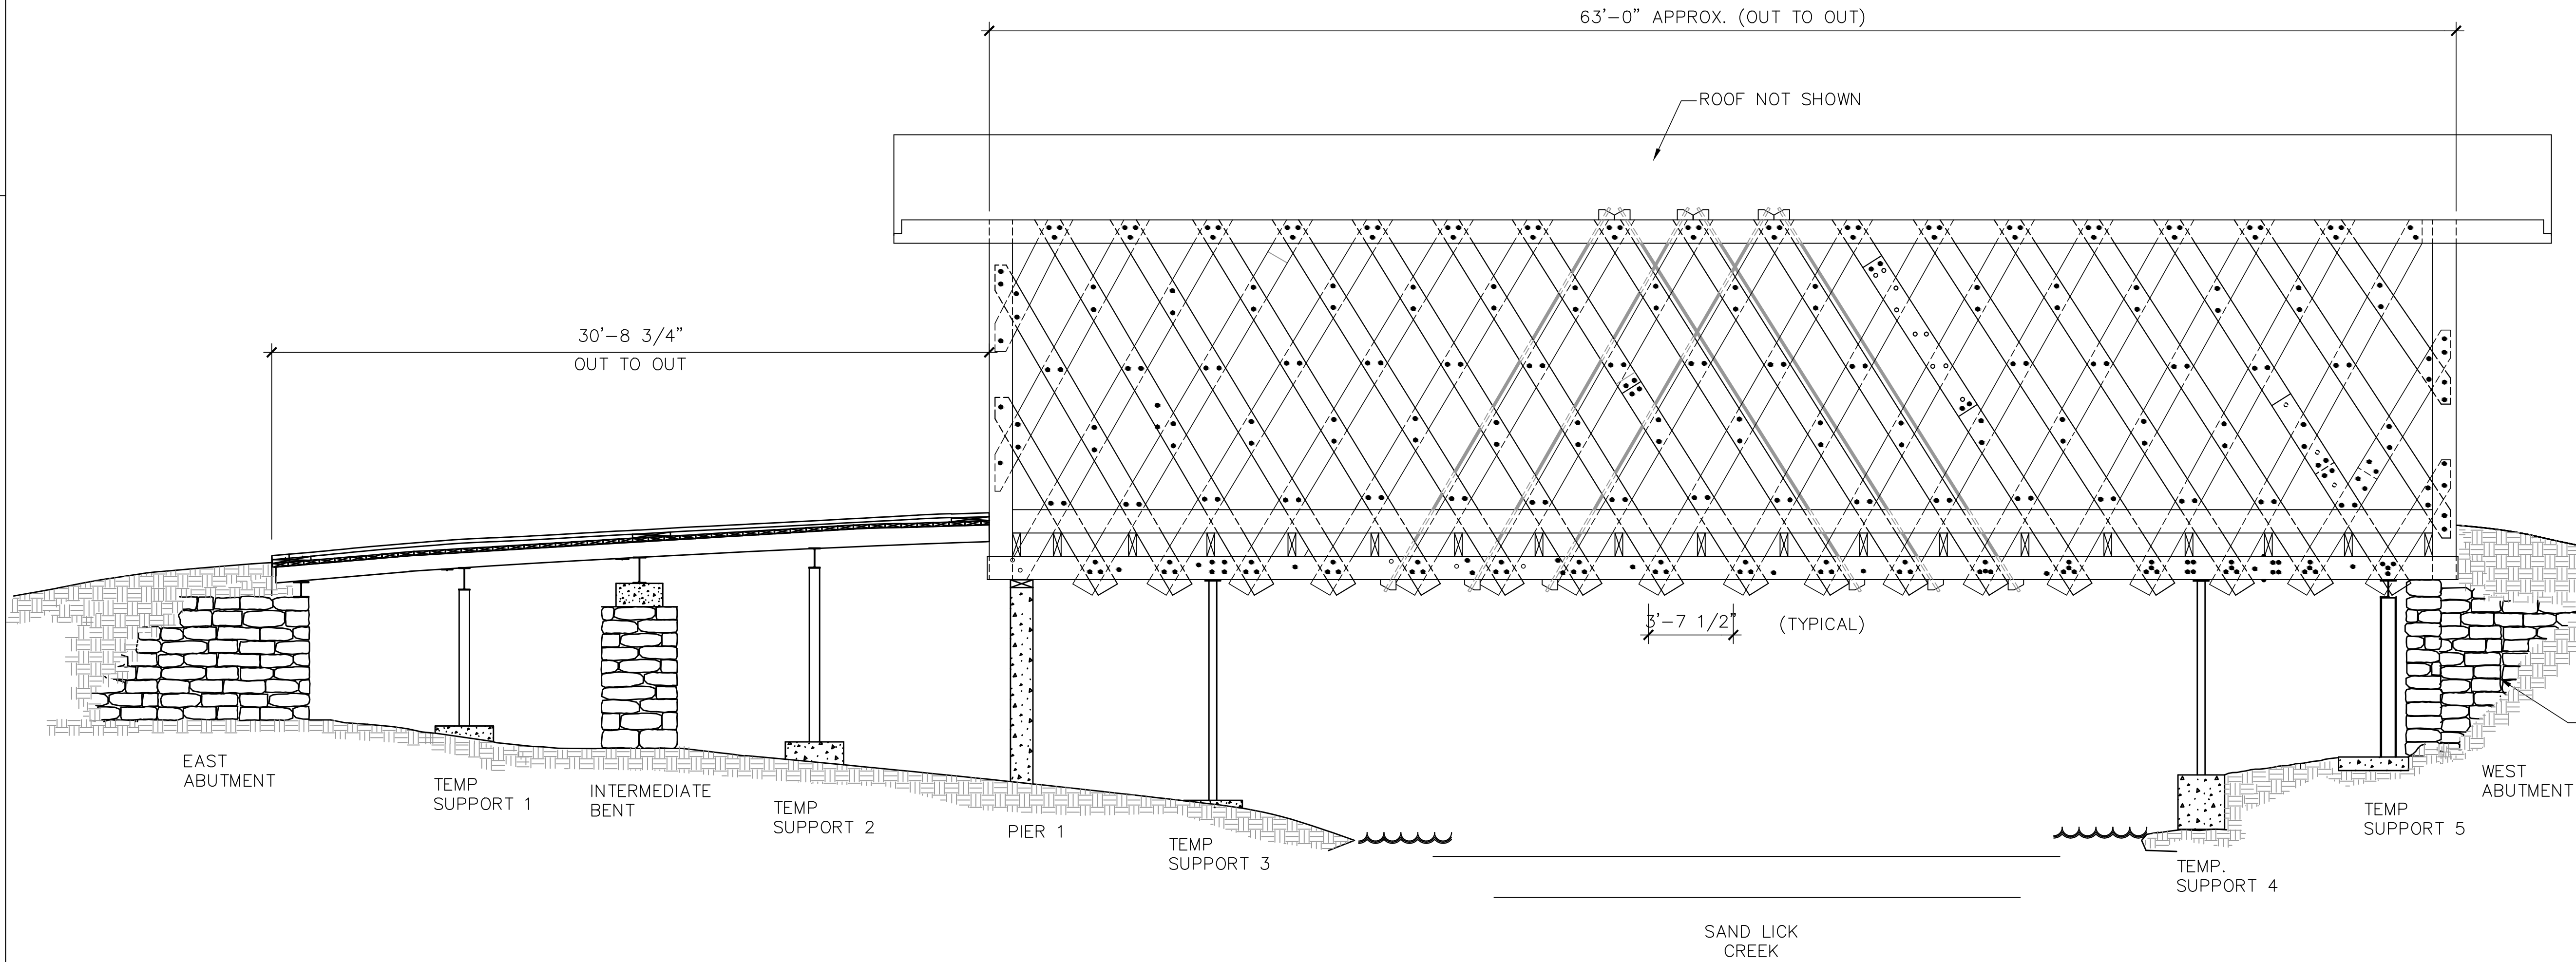 63'-0" APPROX. (OUT TO OUT)
ROOF NOT SHOWN
30'-8 3/4"
OUT TO OUT
3'-7 1/2" (TYPICAL)
EAST
ABUTMENT
TEMP
SUPPORT 1
INTERMEDIATE
BENT
TEMP
SUPPORT 2
PIER 1
TEMP
SUPPORT 3
TEMP.
SUPPORT 4
TEMP
SUPPORT 5
WEST
ABUTMENT
SAND LICK
CREEK